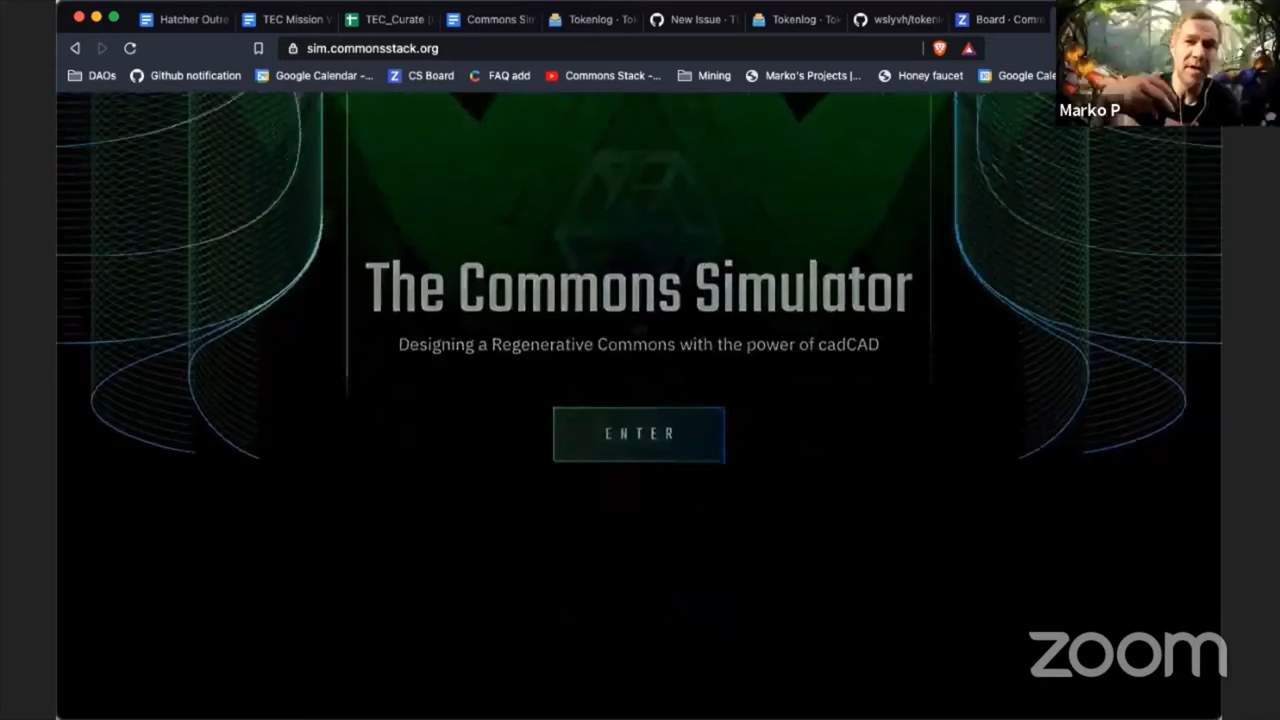 Hatcher Outre
TEC Mission V
TEC_Curate (
Commons Sin
Tokenlog · To
New Issue · T
Tokenlog · To
wslyvh/token
Board - Comm
sim.commonsstack.org
DAOs
Github notification
Google Calendar -...
CS Board
FAQ add
Commons Stack -...
Mining
Marko's Projects |...
Honey faucet
Google Cale
Marko P
The Commons Simulator
Designing a Regenerative Commons with the power of cadCAD
ENTER
zoom